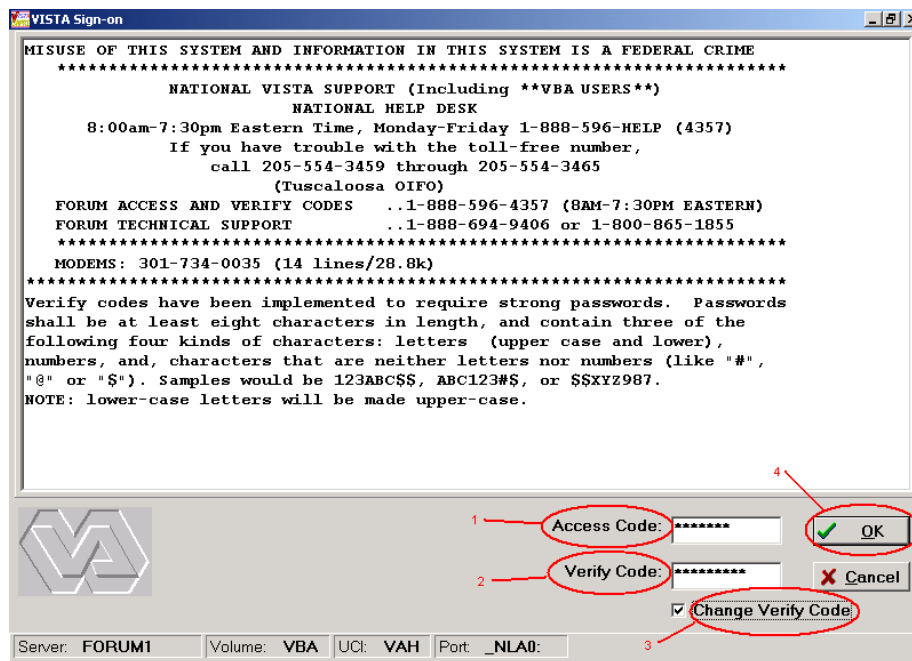 VISTA Sign-on
MISUSE OF THIS SYSTEM AND INFORMATION IN THIS SYSTEM IS A FEDERAL CRIME
***********************************************************************
NATIONAL VISTA SUPPORT (Including **VBA USERS**)
NATIONAL HELP DESK
8:00am-7:30pm Eastern Time, Monday-Friday 1-888-596-HELP (4357)
If you have trouble with the toll-free number,
call 205-554-3459 through 205-554-3465
(Tuscaloosa OIFO)
FORUM ACCESS AND VERIFY CODES ..1-888-596-4357 (8AM-7:30PM EASTERN)
FORUM TECHNICAL SUPPORT ..1-888-694-9406 or 1-800-865-1855
***********************************************************************
MODEMS: 301-734-0035 (14 lines/28.8k)
**************************************************************************
Verify codes have been implemented to require strong passwords. Passwords
shall be at least eight characters in length, and contain three of the
following four kinds of characters: letters (upper case and lower),
numbers, and, characters that are neither letters nor numbers (like "#",
"@" or "$"). Samples would be 123ABC$$, ABC123#$, or $$XYZ987.
NOTE: lower-case letters will be made upper-case.
4
1 Access Code: ******* OK
2 Verify Code: ********* Cancel
Change Verify Code
3
VA
Server: FORUM1 Volume: VBA UCI: VAH Port: _NLA0: